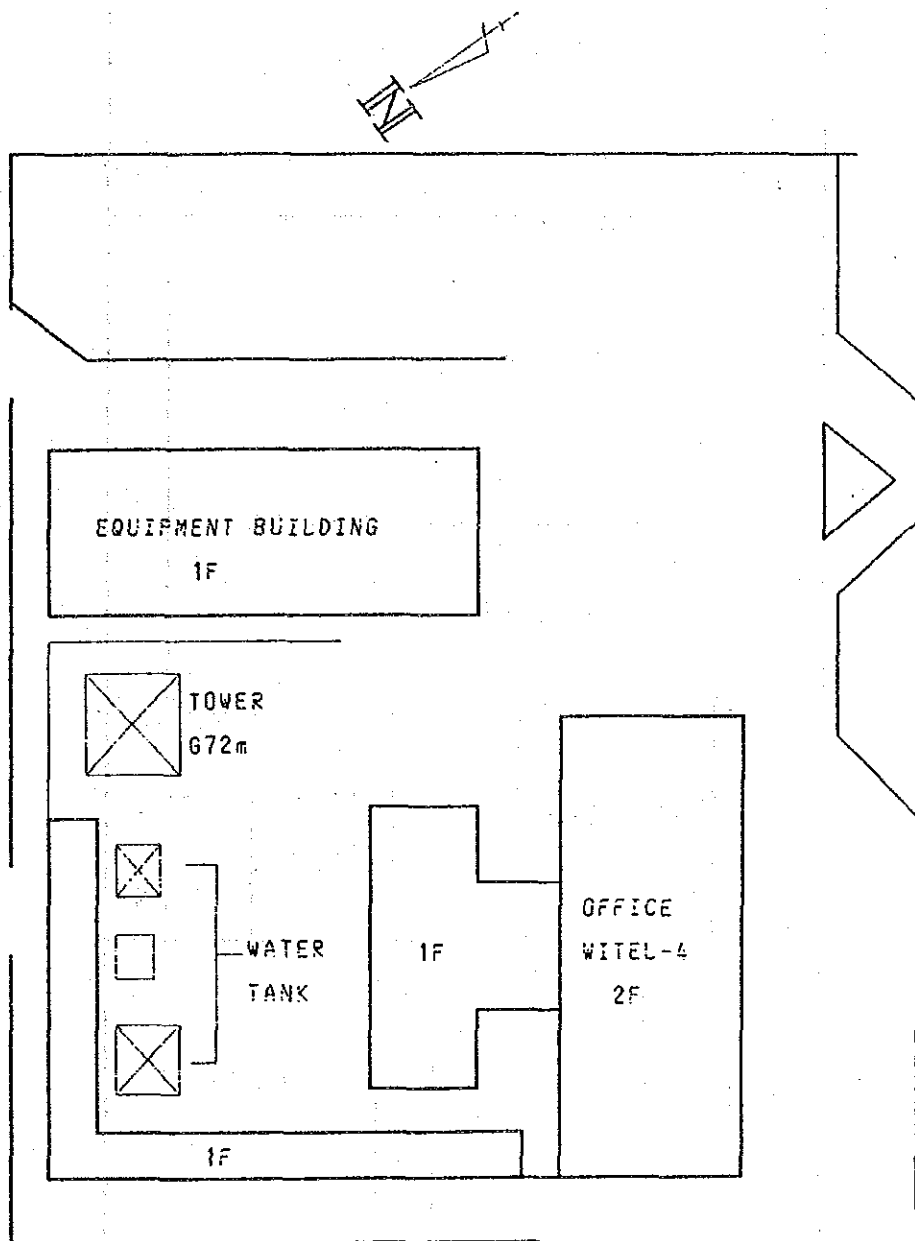 N
EQUIPMENT BUILDING
1F
TOWER
G72m
OFFICE
WITEL-4
2F
1F
WATER
TANK
1F